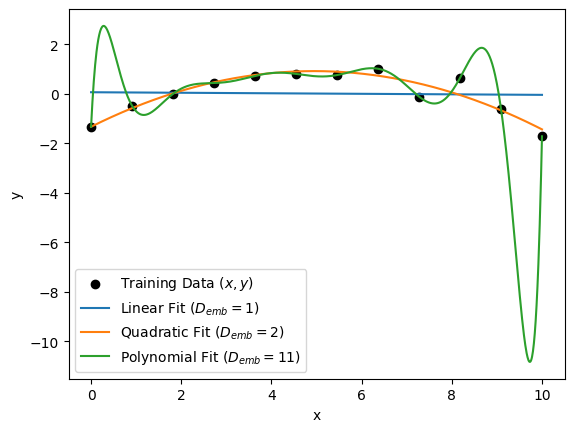 2
0
−2
−4
−6
−8
−10
y
Training Data (x, y)
Linear Fit (D_emb = 1)
Quadratic Fit (D_emb = 2)
Polynomial Fit (D_emb = 11)
0 2 4 6 8 10
x